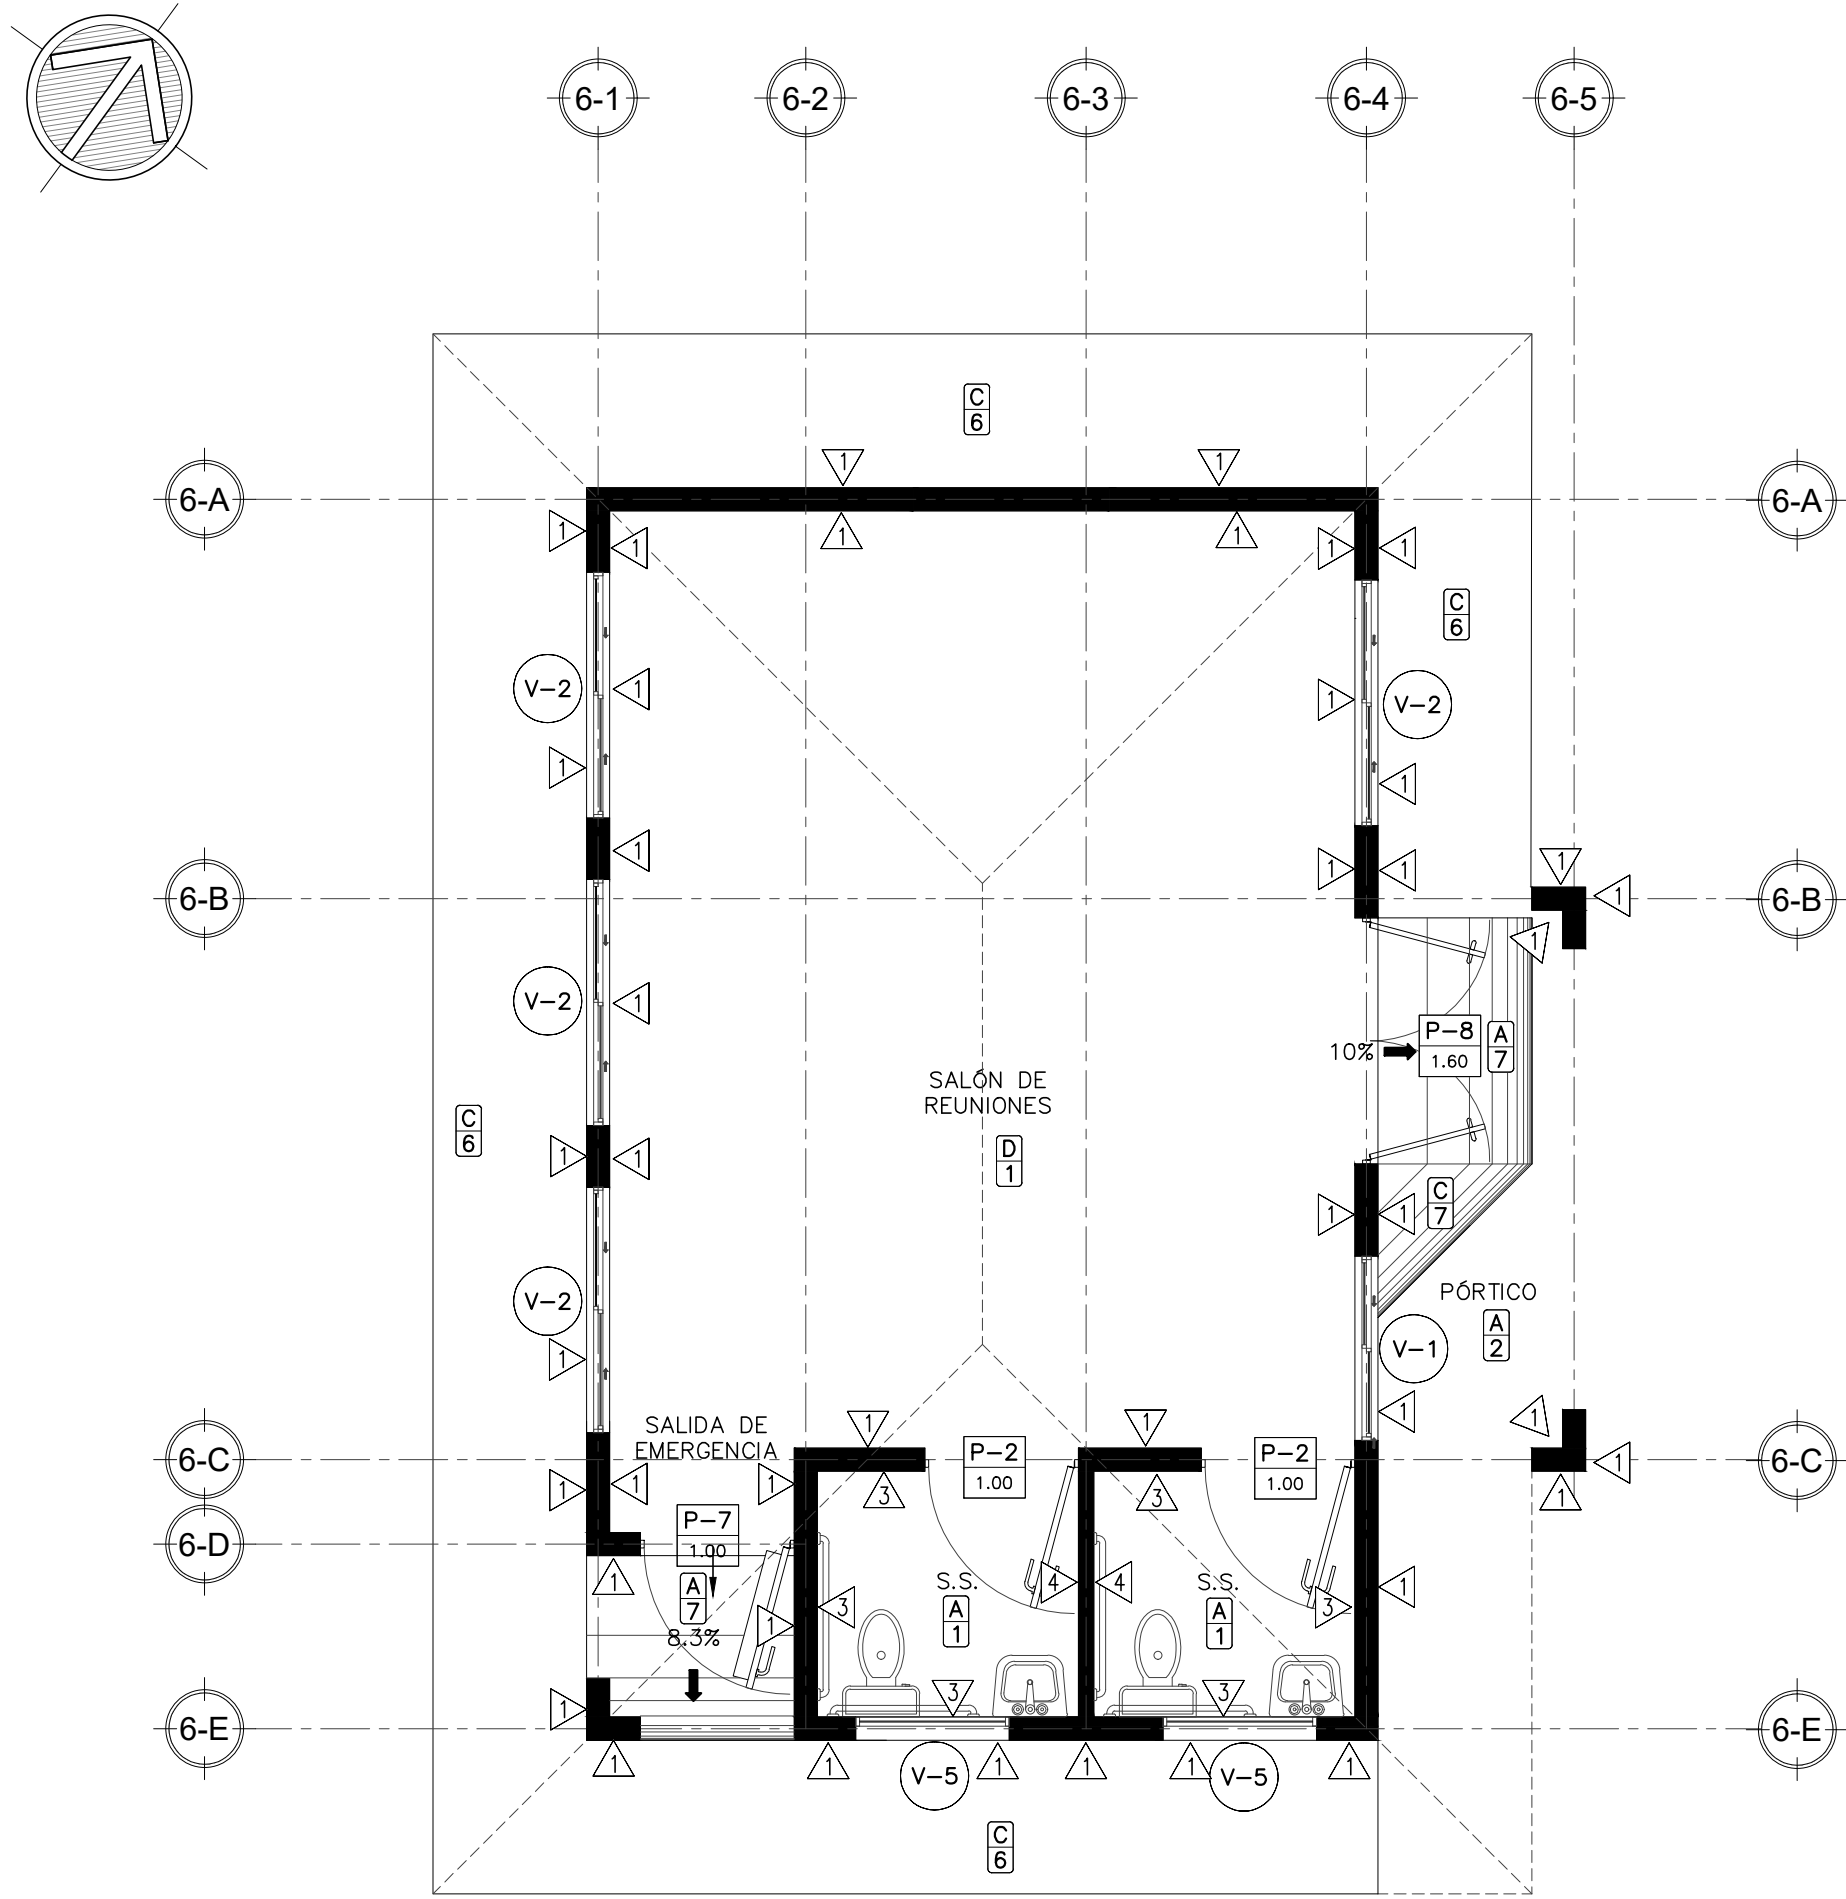 6-1 6-2 6-3 6-4 6-5
C
6
1 1
6-A 6-A
1 1 1 1
1 1 1 1
C
6
V-2 1 1 V-2
1 1
1 1 1
1
6-B 1 6-B
1
V-2 1
P-8 A
10% 1.60 7
SALÓN DE
REUNIONES
C
6
D
1
1 1
C
7
1 1
PÓRTICO
V-2
A
2
V-1
1
1 1
SALIDA DE
EMERGENCIA
1 1
P-2 P-2
1.00 1.00
6-C 1 6-C
1 1 1 3 3 1
P-7
1.00
6-D
A
7
1
S.S. S.S.
4 4
1
A
1
A
1
3 3
1
8.3%
1
3 3
6-E 6-E
1 1 1 1 1 1
V-5 V-5
C
6